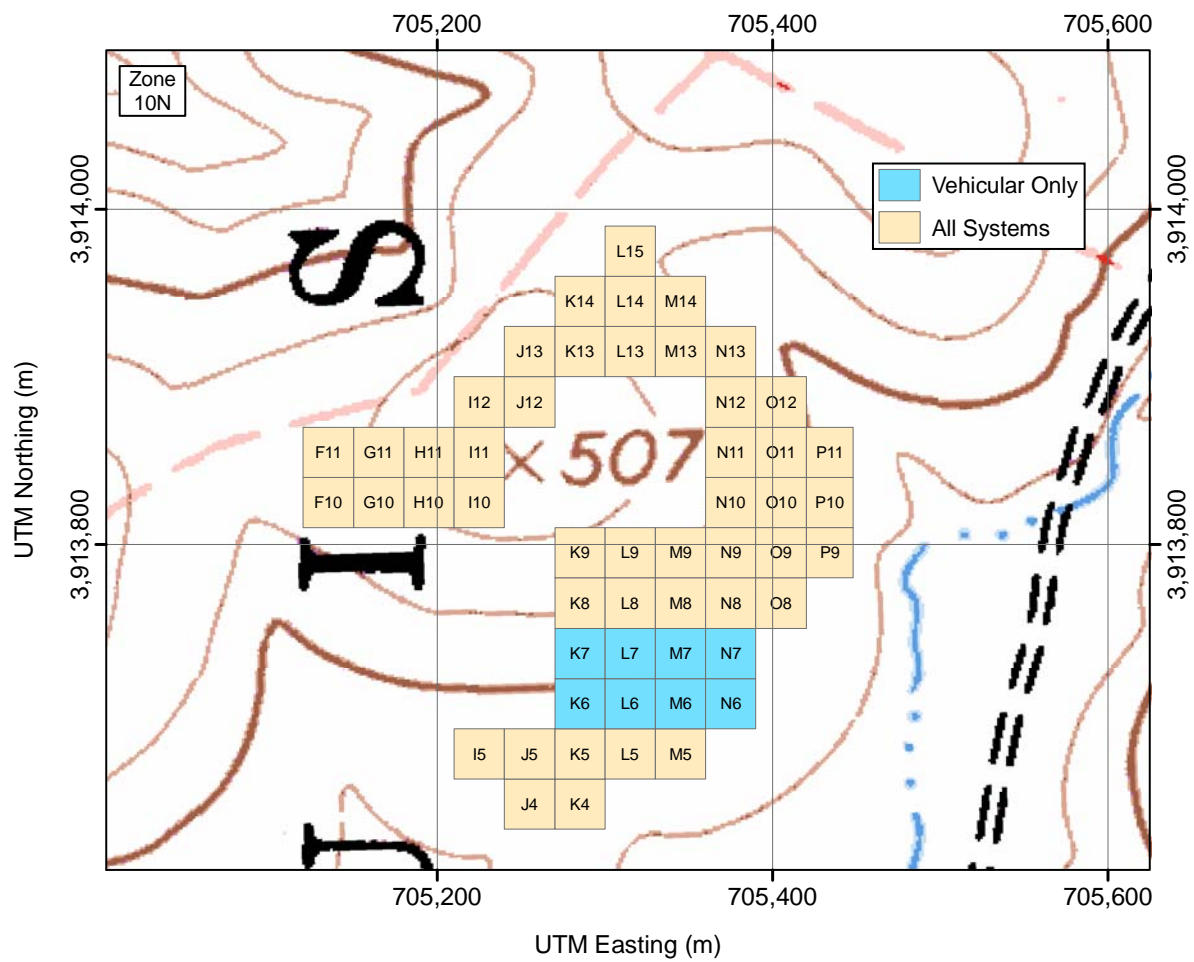 705,200 705,400 705,600
Zone
10N
Vehicular Only
All Systems
3,914,000 3,914,000
S
L15
K14 L14 M14
J13 K13 L13 M13 N13
I12 J12 N12 O12
F11 G11 H11 I11 × 507 N11 O11 P11
F10 G10 H10 I10 N10 O10 P10
UTM Northing (m)
3,913,800 3,913,800
I
K9 L9 M9 N9 O9 P9
K8 L8 M8 N8 O8
K7 L7 M7 N7
K6 L6 M6 N6
I5 J5 K5 L5 M5
J4 K4
705,200 705,400 705,600
UTM Easting (m)